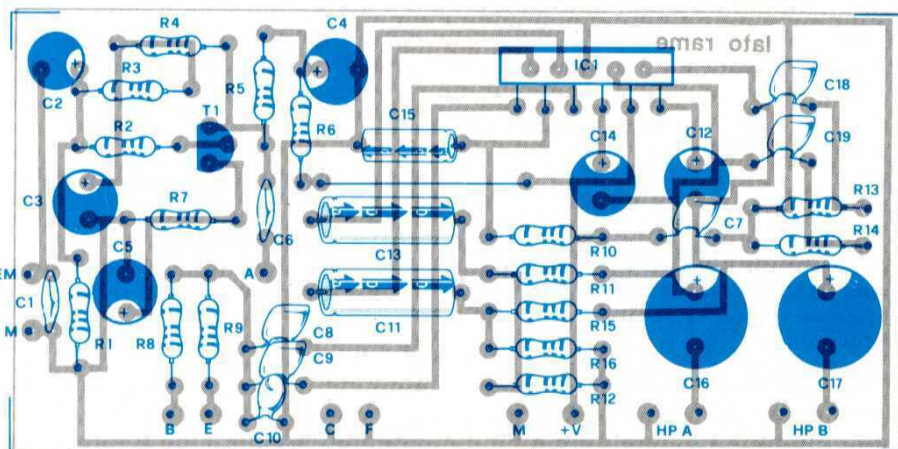 R4
C4
lato rame
R3
IC1
C2
R5
C18
T1
C15
R2
R6
C14
C12
C19
C3
R7
R13
C5
C6
C7
R14
C13
R10
EM
A
R11
C1
C8
C11
R15
M
R1
R8
R9
C9
R16
C16
C17
R12
B
E
C10
C
F
M
+V
HP A
HP B